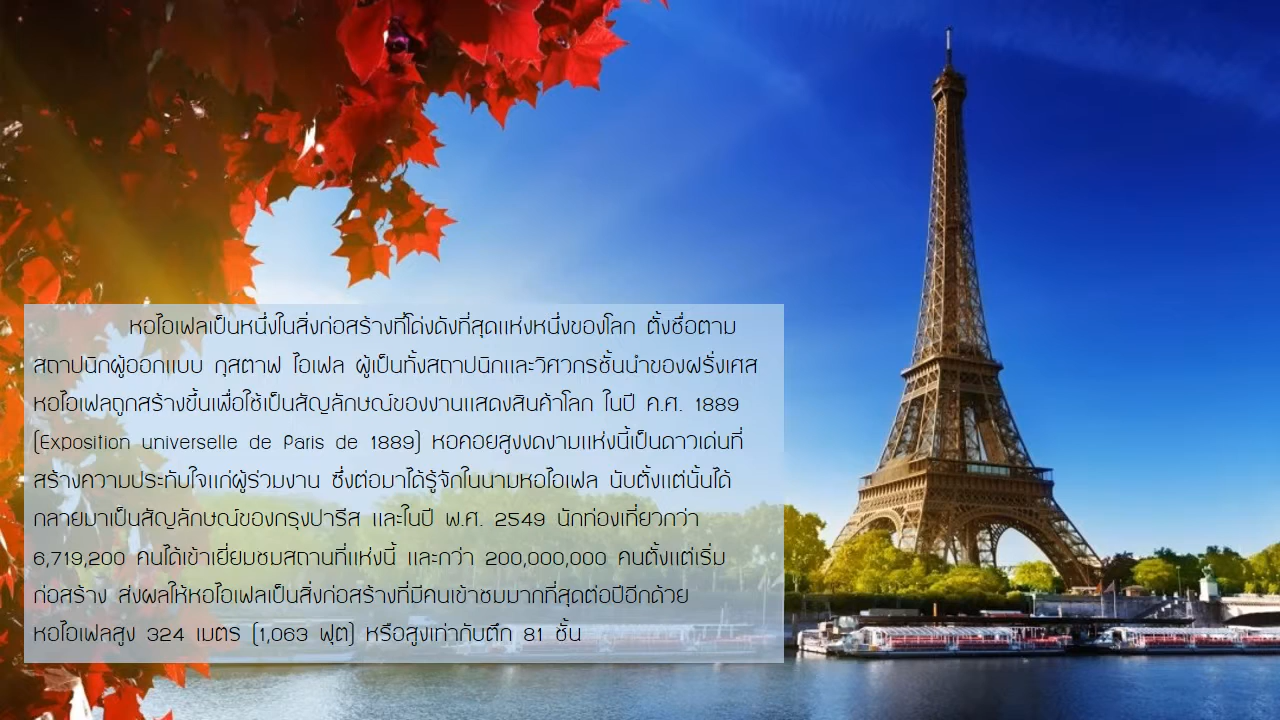 หอไอเฟลเป็นหนึ่งในสิ่งก่อสร้างที่โด่งดังที่สุดแห่งหนึ่งของโลก ตั้งชื่อตาม
สถาปนิกผู้ออกแบบ กุสตาฟ ไอเฟล ผู้เป็นทั้งสถาปนิกและวิศวกรชั้นนำของฝรั่งเศส
หอไอเฟลถูกสร้างขึ้นเพื่อใช้เป็นสัญลักษณ์ของงานแสดงสินค้าโลก ในปี ค.ศ. 1889
(Exposition universelle de Paris de 1889) หอคอยสูงงดงามแห่งนี้เป็นดาวเด่นที่
สร้างความประทับใจแก่ผู้ร่วมงาน ซึ่งต่อมาได้รู้จักในนามหอไอเฟล นับตั้งแต่นั้นได้
กลายมาเป็นสัญลักษณ์ของกรุงปารีส และในปี พ.ศ. 2549 นักท่องเที่ยวกว่า
6,719,200 คนได้เข้าเยี่ยมชมสถานที่แห่งนี้ และกว่า 200,000,000 คนตั้งแต่เริ่ม
ก่อสร้าง ส่งผลให้หอไอเฟลเป็นสิ่งก่อสร้างที่มีคนเข้าชมมากที่สุดต่อปีอีกด้วย
หอไอเฟลสูง 324 เมตร (1,063 ฟุต) หรือสูงเท่ากับตึก 81 ชั้น